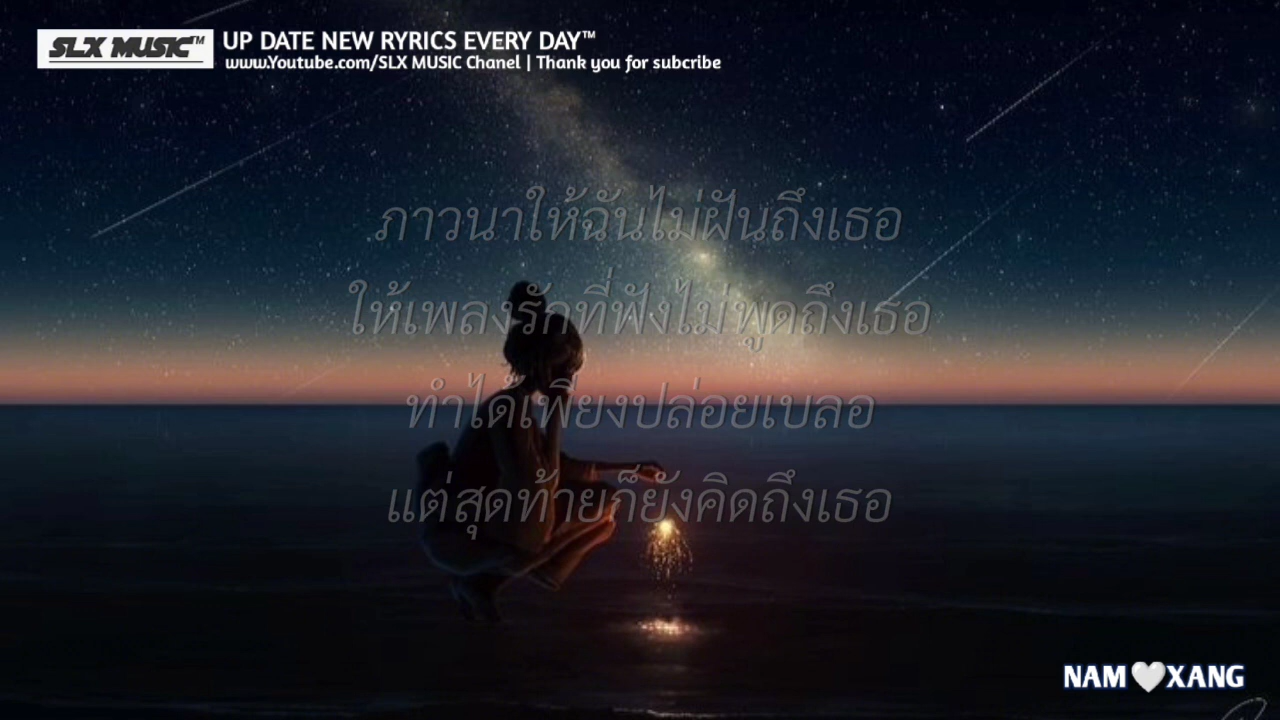 SLX MUSIC™
UP DATE NEW RYRICS EVERY DAY™
www.Youtube.com/SLX MUSIC Chanel | Thank you for subcribe
ภาวนาให้ฉันไม่ฝันถึงเธอ
ให้เพลงรักที่ฟังไม่พูดถึงเธอ
ทำได้เพียงปล่อยเบลอ
แต่สุดท้ายก็ยังคิดถึงเธอ
NAM🤍XANG